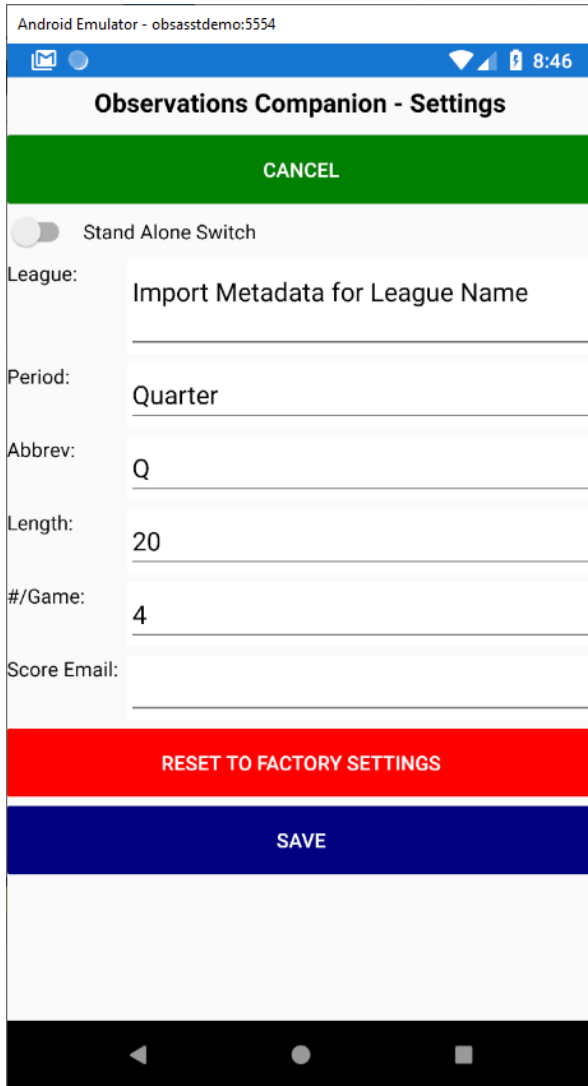 Android Emulator - obsasstdemo:5554
8:46
Observations Companion - Settings
CANCEL
Stand Alone Switch
League:
Import Metadata for League Name
Period:
Quarter
Abbrev:
Q
Length:
20
#/Game:
4
Score Email:
RESET TO FACTORY SETTINGS
SAVE